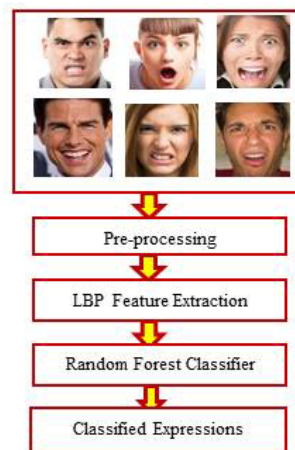 Pre-processing
LBP Feature Extraction
Random Forest Classifier
Classified Expressions